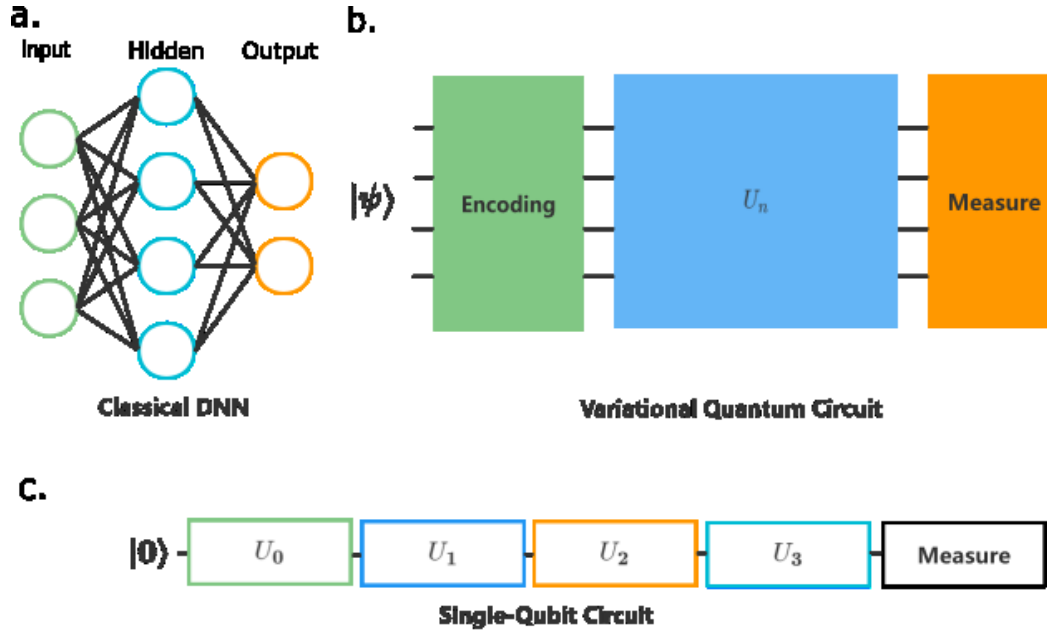 a.
Input Hidden Output
Classical DNN
b.
|ψ⟩ Encoding Uₙ Measure
Variational Quantum Circuit
c.
|0⟩ U₀ U₁ U₂ U₃ Measure
Single-Qubit Circuit